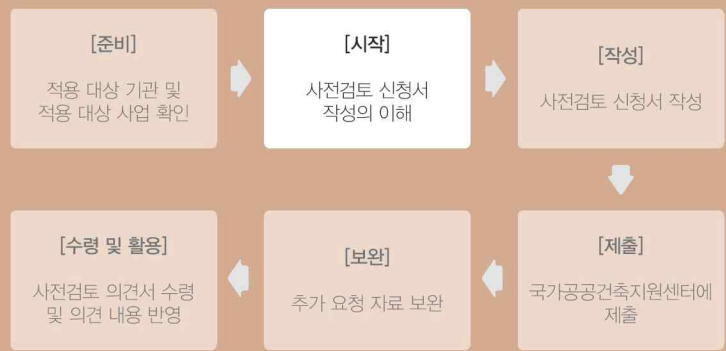 [준비]
적용 대상 기관 및
적용 대상 사업 확인
[시작]
사전검토 신청서
작성의 이해
[작성]
사전검토 신청서 작성
[제출]
국가공공건축지원센터에
제출
[보완]
추가 요청 자료 보완
[수령 및 활용]
사전검토 의견서 수령
및 의견 내용 반영